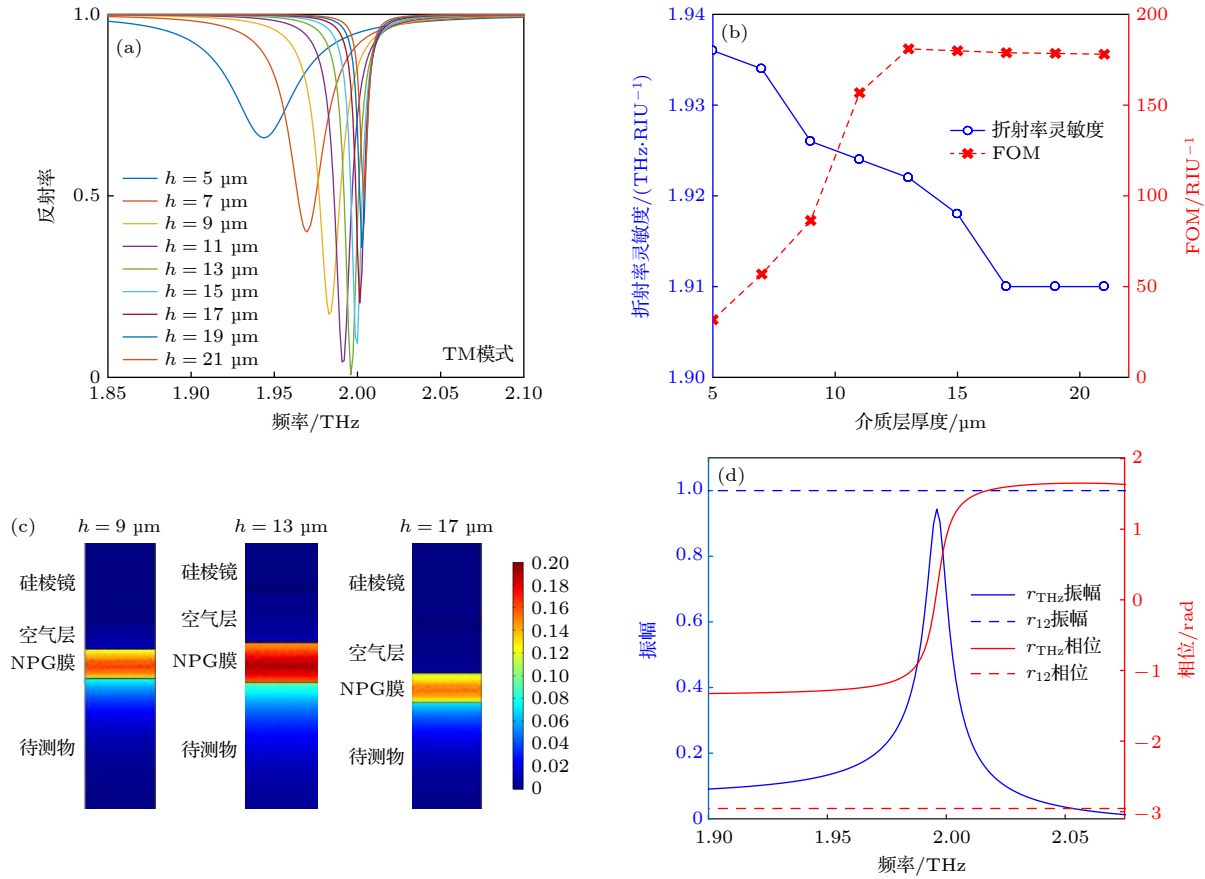 (a)
1.0
0.5
0
反射率
h = 5 µm
h = 7 µm
h = 9 µm
h = 11 µm
h = 13 µm
h = 15 µm
h = 17 µm
h = 19 µm
h = 21 µm
TM模式
1.85 1.90 1.95 2.00 2.05 2.10
频率/THz
(b)
1.94
1.93
1.92
1.91
1.90
折射率灵敏度/(THz·RIU⁻¹)
折射率灵敏度
FOM
200
150
100
50
0
FOM/RIU⁻¹
5 10 15 20
介质层厚度/µm
(c)
h = 9 µm
h = 13 µm
h = 17 µm
硅棱镜
空气层
NPG膜
待测物
硅棱镜
空气层
NPG膜
待测物
空气层
NPG膜
0.20
0.18
0.16
0.14
0.12
0.10
0.08
0.06
0.04
0.02
0
(d)
1.0
0.8
0.6
0.4
0.2
0
振幅
r_THz振幅
r_12振幅
r_THz相位
r_12相位
2
1
0
−1
−2
−3
相位/rad
1.90 1.95 2.00 2.05
频率/THz